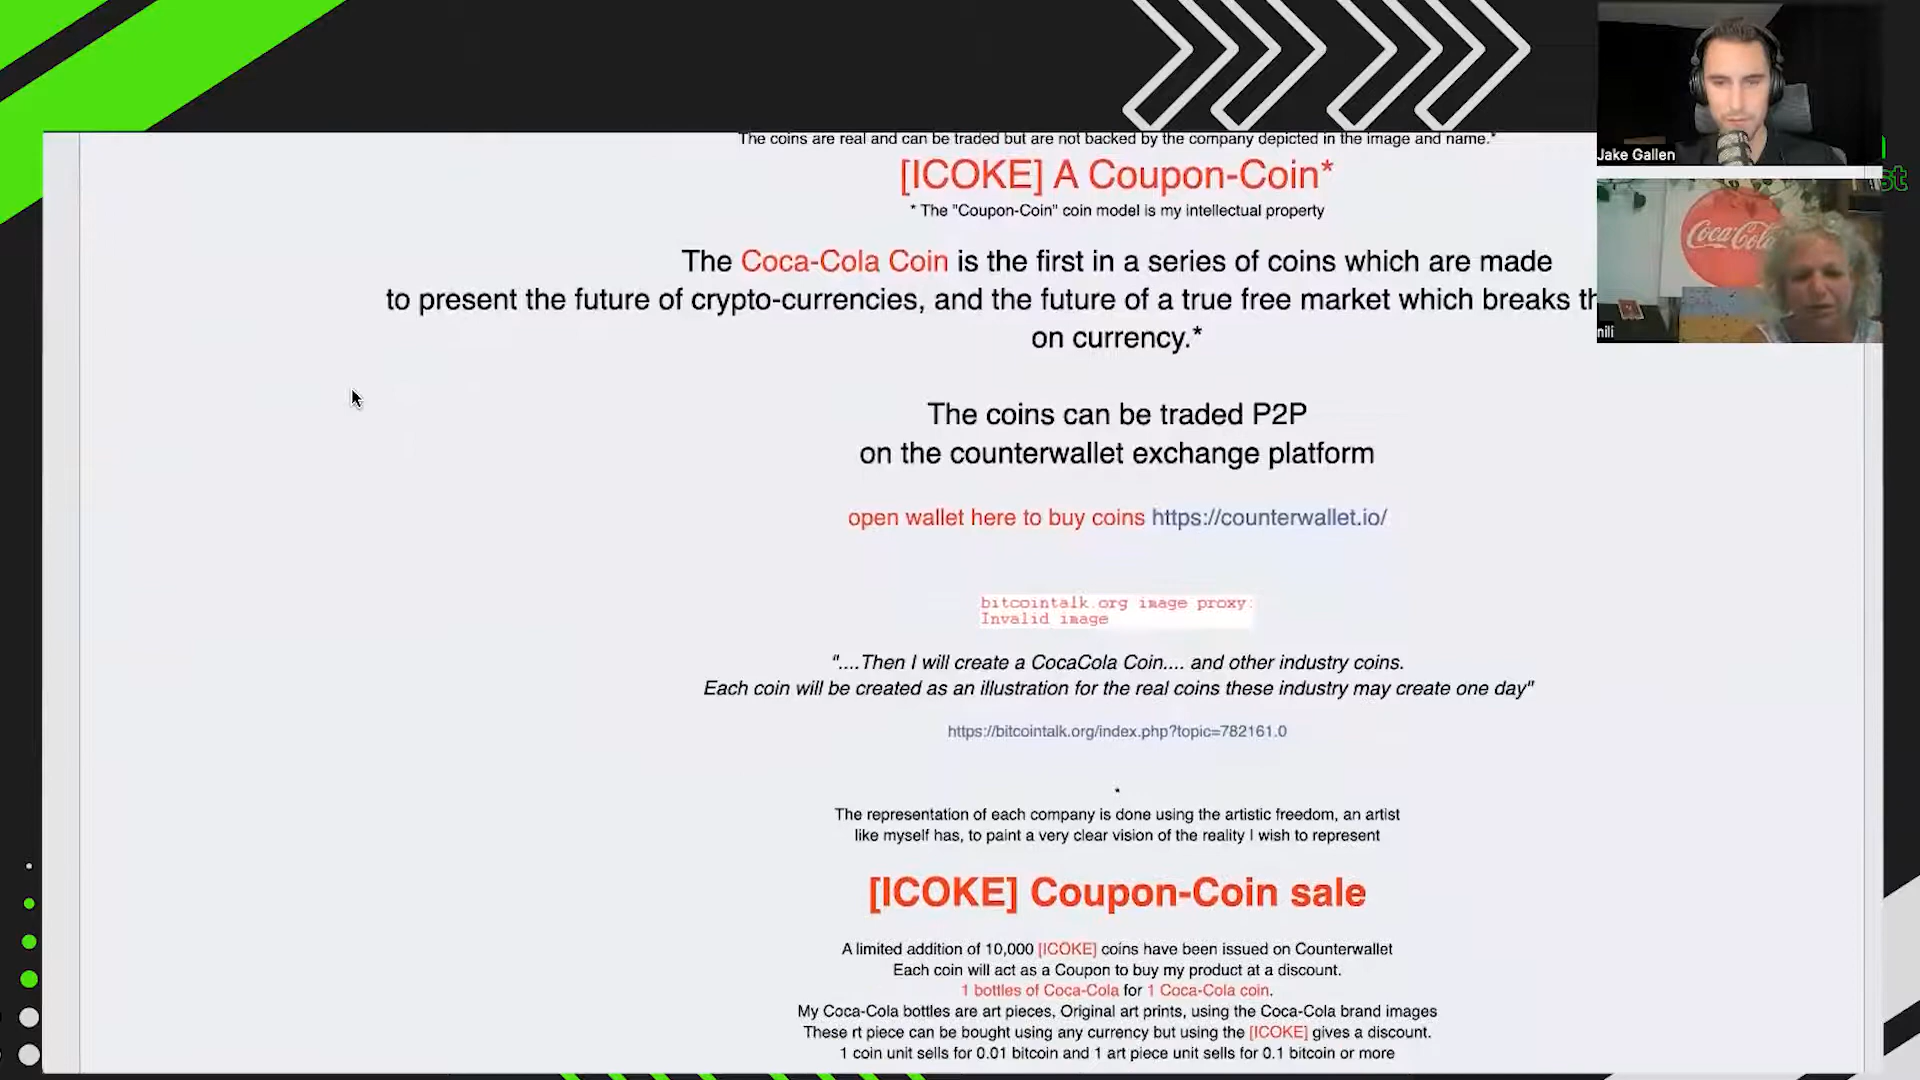 The coins are real and can be traded but are not backed by the company depicted in the image and name.*
[ICOKE] A Coupon-Coin*
* The "Coupon-Coin" coin model is my intellectual property
The Coca-Cola Coin is the first in a series of coins which are made
to present the future of crypto-currencies, and the future of a true free market which breaks
on currency.*
The coins can be traded P2P
on the counterwallet exchange platform
open wallet here to buy coins https://counterwallet.io/
bitcointalk.org image proxy:
Invalid image
"....Then I will create a CocaCola Coin.... and other industry coins.
Each coin will be created as an illustration for the real coins these industry may create one day"
https://bitcointalk.org/index.php?topic=782161.0
*
The representation of each company is done using the artistic freedom, an artist
like myself has, to paint a very clear vision of the reality I wish to represent
[ICOKE] Coupon-Coin sale
A limited addition of 10,000 [ICOKE] coins have been issued on Counterwallet
Each coin will act as a Coupon to buy my product at a discount.
1 bottles of Coca-Cola for 1 Coca-Cola coin.
My Coca-Cola bottles are art pieces, Original art prints, using the Coca-Cola brand images
These rt piece can be bought using any currency but using the [ICOKE] gives a discount.
1 coin unit sells for 0.01 bitcoin and 1 art piece unit sells for 0.1 bitcoin or more
Jake Gallen
Coca-Cola
nili
st